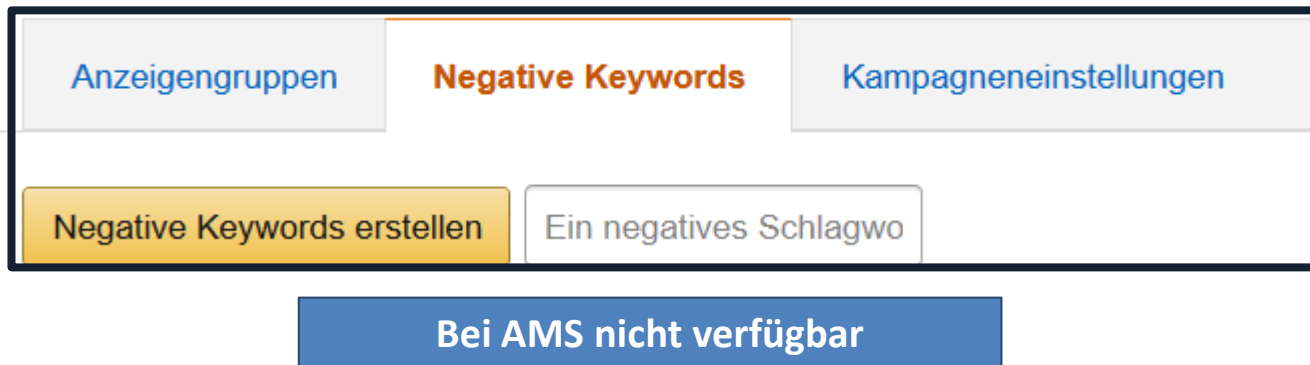 Anzeigengruppen Negative Keywords Kampagneneinstellungen
Negative Keywords erstellen Ein negatives Schlagwo
Bei AMS nicht verfügbar